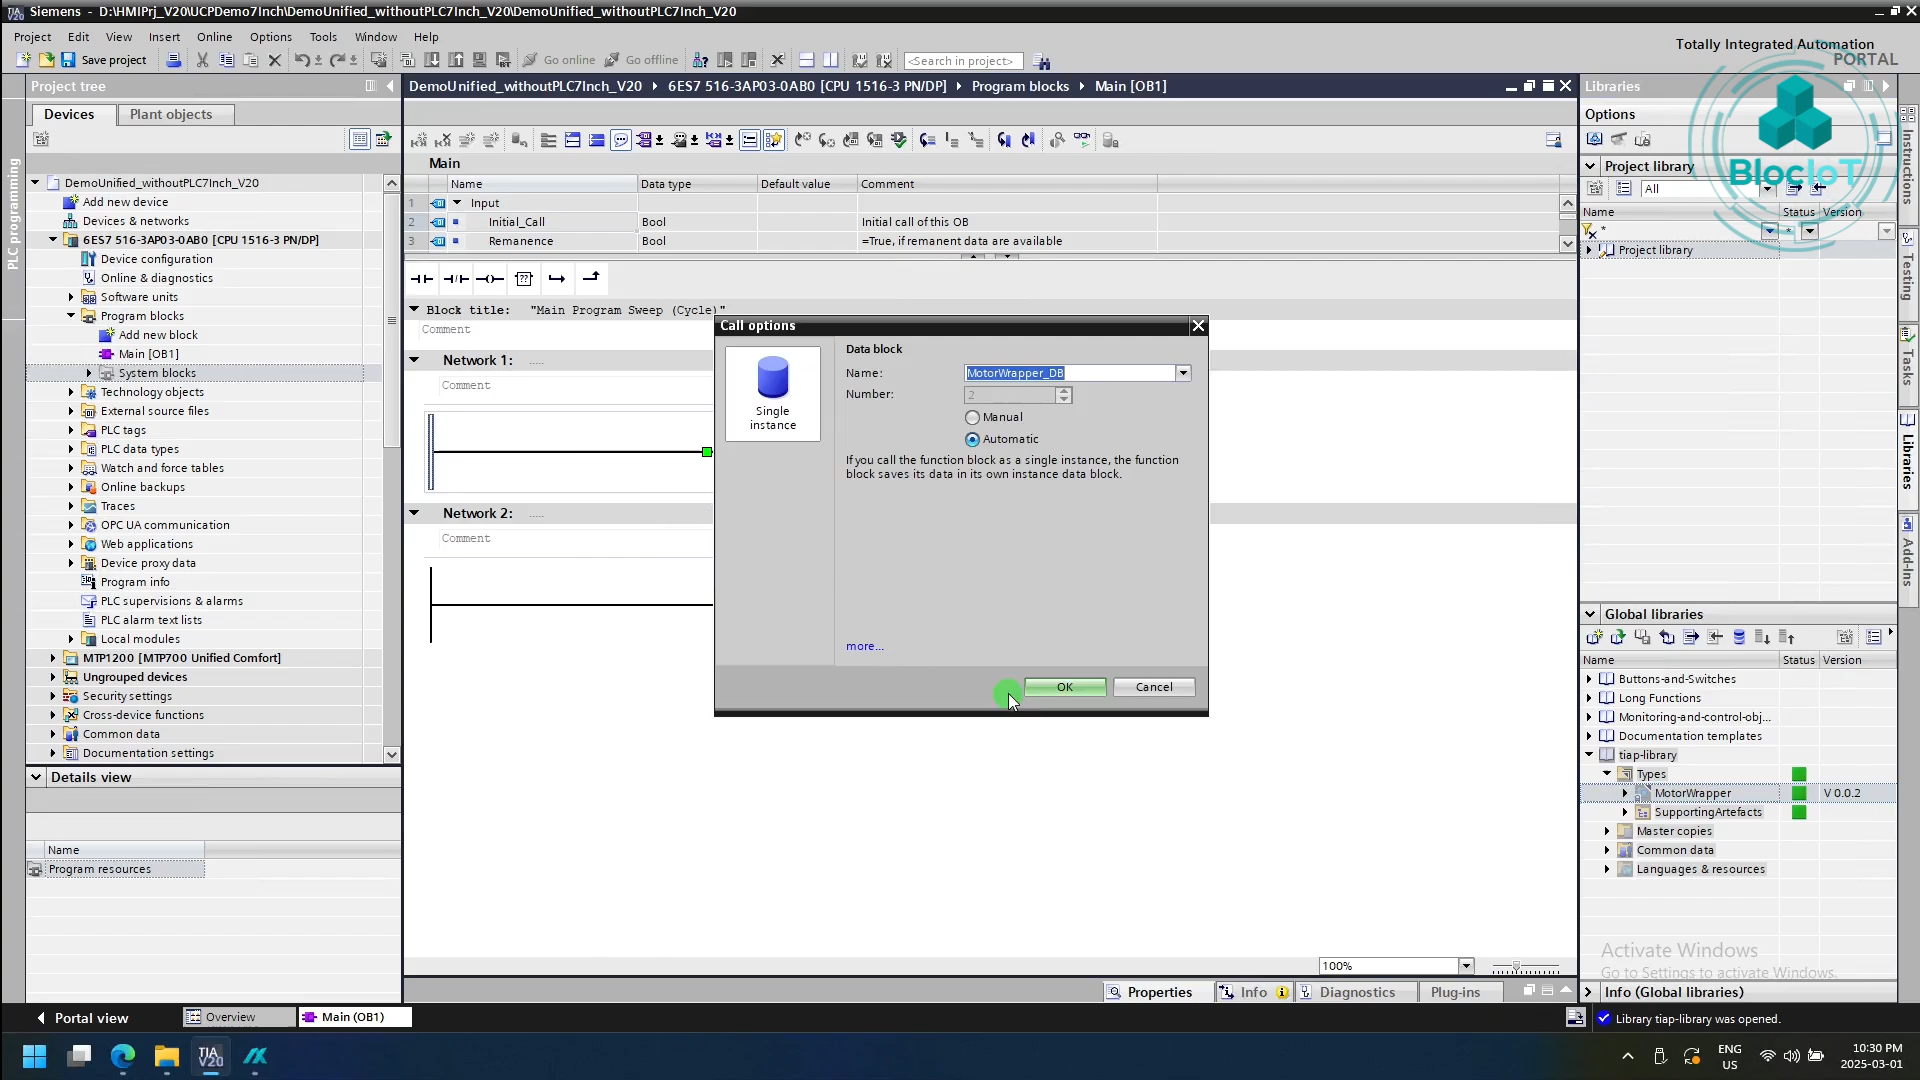 Siemens - D:\HMIPrj_V20\UCPDemo7Inch\DemoUnified_withoutPLC7Inch_V20\DemoUnified_withoutPLC7Inch_V20
Project Edit View Insert Online Options Tools Window Help
Totally Integrated Automation
PORTAL
Save project
Go online
Go offline
<Search in project>
Project tree
DemoUnified_withoutPLC7Inch_V20 ▸ 6ES7 516-3AP03-0AB0 [CPU 1516-3 PN/DP] ▸ Program blocks ▸ Main [OB1]
Libraries
Devices
Plant objects
Options
BlocIoT
PLC programming
DemoUnified_withoutPLC7Inch_V20
Add new device
Devices & networks
6ES7 516-3AP03-0AB0 [CPU 1516-3 PN/DP]
Device configuration
Online & diagnostics
Software units
Program blocks
Add new block
Main [OB1]
System blocks
Technology objects
External source files
PLC tags
PLC data types
Watch and force tables
Online backups
Traces
OPC UA communication
Web applications
Device proxy data
Program info
PLC supervisions & alarms
PLC alarm text lists
Local modules
MTP1200 [MTP700 Unified Comfort]
Ungrouped devices
Security settings
Cross-device functions
Common data
Documentation settings
Details view
Name
Program resources
Main
Name Data type Default value Comment
1 Input
2 Initial_Call Bool Initial call of this OB
3 Remanence Bool =True, if remanent data are available
??
Block title: "Main Program Sweep (Cycle)"
Comment
Network 1: .....
Comment
Network 2: .....
Comment
Call options
Single
instance
Data block
Name: MotorWrapper_DB
Number: 2
Manual
Automatic
If you call the function block as a single instance, the function
block saves its data in its own instance data block.
more...
OK
Cancel
100%
Properties
Info
Diagnostics
Plug-ins
Project library
All
Name Status Version
Project library
Global libraries
Name Status Version
Buttons-and-Switches
Long Functions
Monitoring-and-control-obj...
Documentation templates
tiap-library
Types
MotorWrapper V 0.0.2
SupportingArtefacts
Master copies
Common data
Languages & resources
Activate Windows
Go to Settings to activate Windows.
Info (Global libraries)
Instructions
Testing
Tasks
Libraries
Add-Ins
Portal view
Overview
Main (OB1)
Library tiap-library was opened.
TIA
V20
ENG
US
10:30 PM
2025-03-01